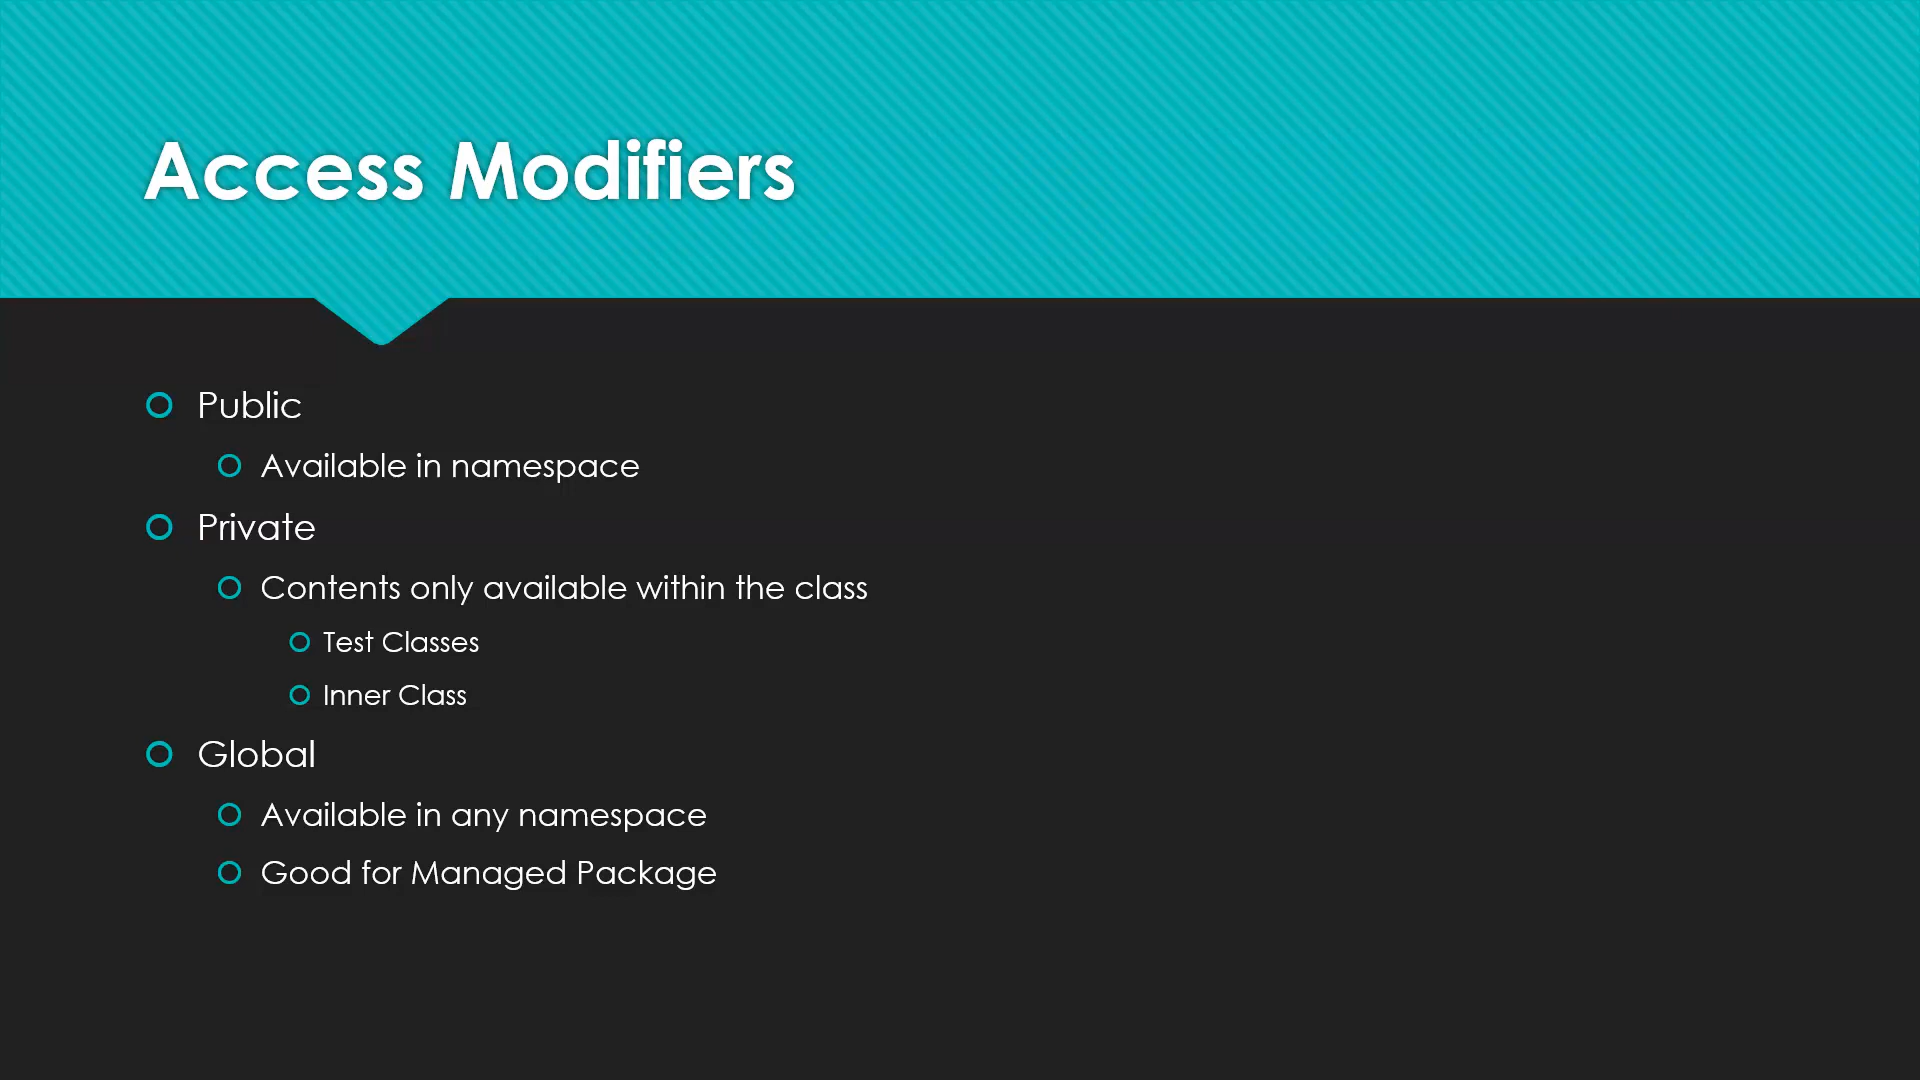 Access Modifiers
Public
Available in namespace
Private
Contents only available within the class
Test Classes
Inner Class
Global
Available in any namespace
Good for Managed Package